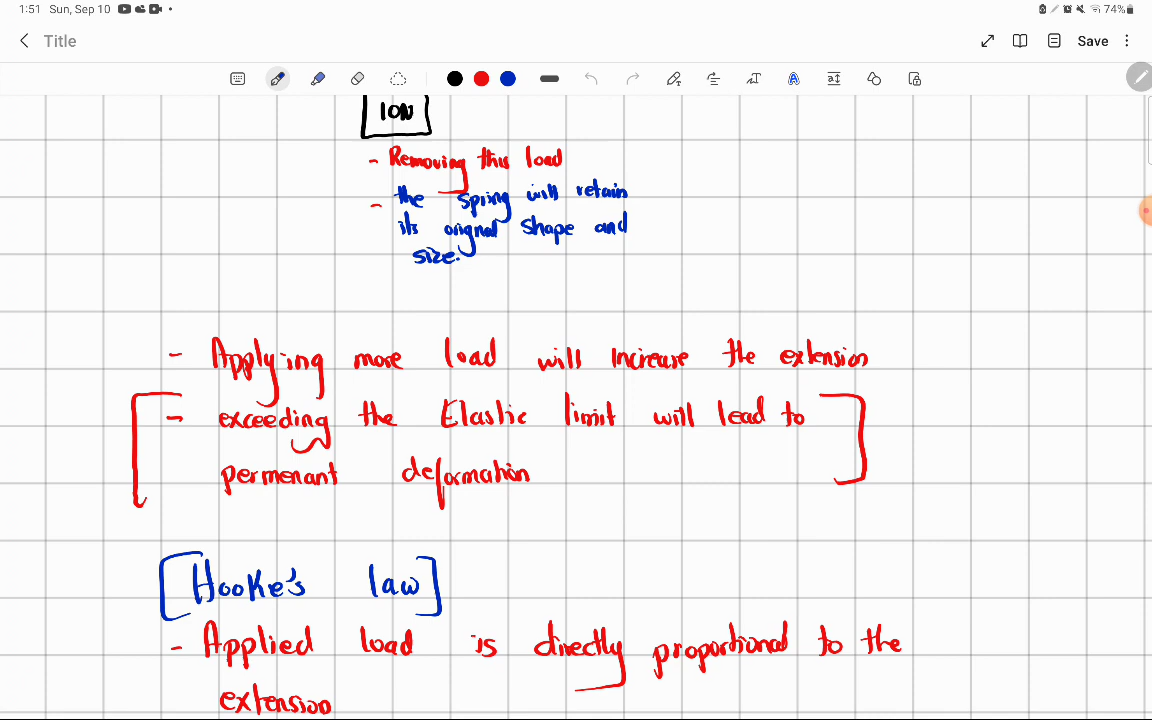 1:51 Sun, Sep 10
74%
Title
Save
10N
- Removing this load
- the spring will retain
its orignal shape and
size.
- Applying more load will increase the extension
- exceeding the Elastic limit will lead to
permenant deformation
[Hooke's law]
- Applied load is directly proportional to the
extension